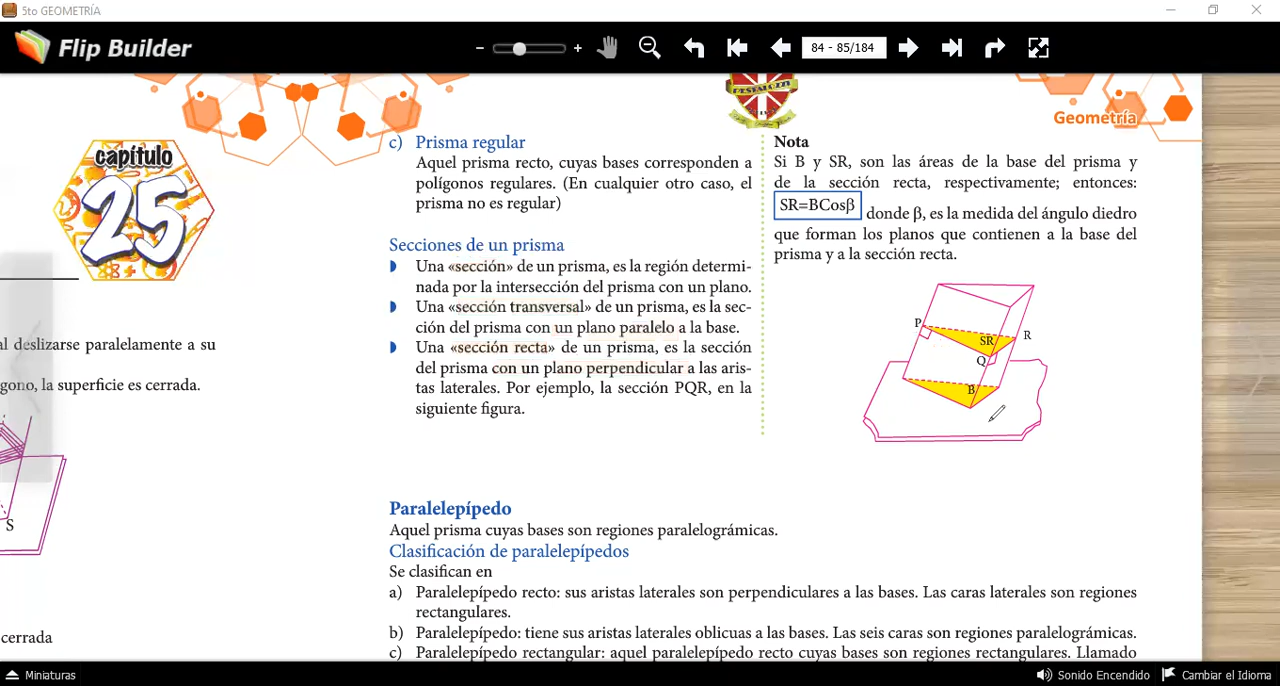 5to GEOMETRÍA
Flip Builder
84 - 85/184
capítulo
25
al deslizarse paralelamente a su
gono, la superficie es cerrada.
S
cerrada
c) Prisma regular
Aquel prisma recto, cuyas bases corresponden a
polígonos regulares. (En cualquier otro caso, el
prisma no es regular)
Secciones de un prisma
Una «sección» de un prisma, es la región determi-
nada por la intersección del prisma con un plano.
Una «sección transversal» de un prisma, es la sec-
ción del prisma con un plano paralelo a la base.
Una «sección recta» de un prisma, es la sección
del prisma con un plano perpendicular a las aris-
tas laterales. Por ejemplo, la sección PQR, en la
siguiente figura.
Geometría
Nota
Si B y SR, son las áreas de la base del prisma y
de la sección recta, respectivamente; entonces:
SR=BCosβ donde β, es la medida del ángulo diedro
que forman los planos que contienen a la base del
prisma y a la sección recta.
P
SR
R
Q
B
Paralelepípedo
Aquel prisma cuyas bases son regiones paralelográmicas.
Clasificación de paralelepípedos
Se clasifican en
a) Paralelepípedo recto: sus aristas laterales son perpendiculares a las bases. Las caras laterales son regiones
rectangulares.
b) Paralelepípedo: tiene sus aristas laterales oblicuas a las bases. Las seis caras son regiones paralelográmicas.
c) Paralelepípedo rectangular: aquel paralelepípedo recto cuyas bases son regiones rectangulares. Llamado
Miniaturas
Sonido Encendido
Cambiar el Idioma